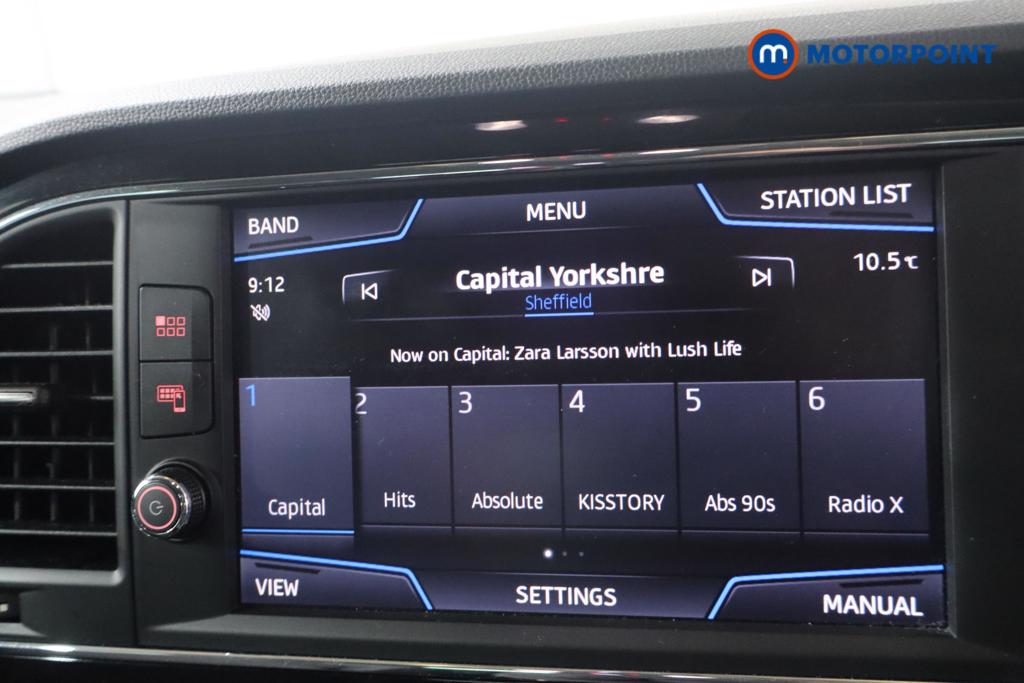 m MOTORPOINT
BAND MENU STATION LIST
9:12 Capital Yorkshre 10.5°C
Sheffield
Now on Capital: Zara Larsson with Lush Life
1 2 3 4 5 6
Capital Hits Absolute KISSTORY Abs 90s Radio X
VIEW SETTINGS MANUAL